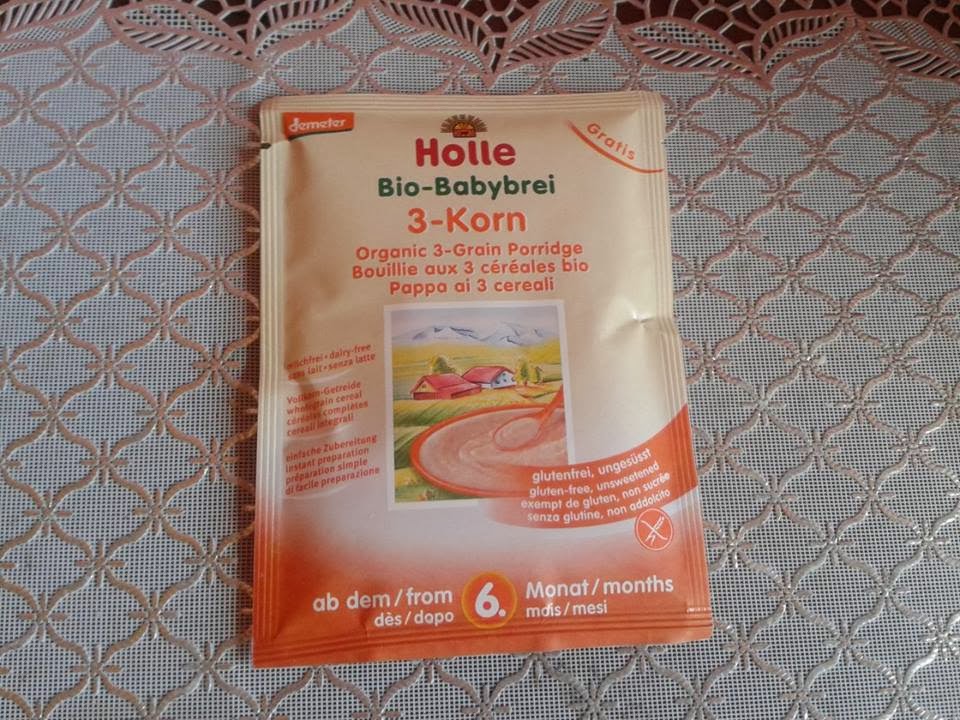 demeter
Gratis
Holle
Bio-Babybrei
3-Korn
Organic 3-Grain Porridge
Bouillie aux 3 céréales bio
Pappa ai 3 cereali
milchfrei • dairy-free
sans lait • senza latte
Vollkorn-Getreide
wholegrain cereal
céréales complètes
cereali integrali
einfache Zubereitung
instant preparation
préparation simple
di facile preparazione
glutenfrei, ungesüsst
gluten-free, unsweetened
exempt de gluten, non sucrée
senza glutine, non addolcito
ab dem/from 6. Monat/months
dès/dopo mois/mesi